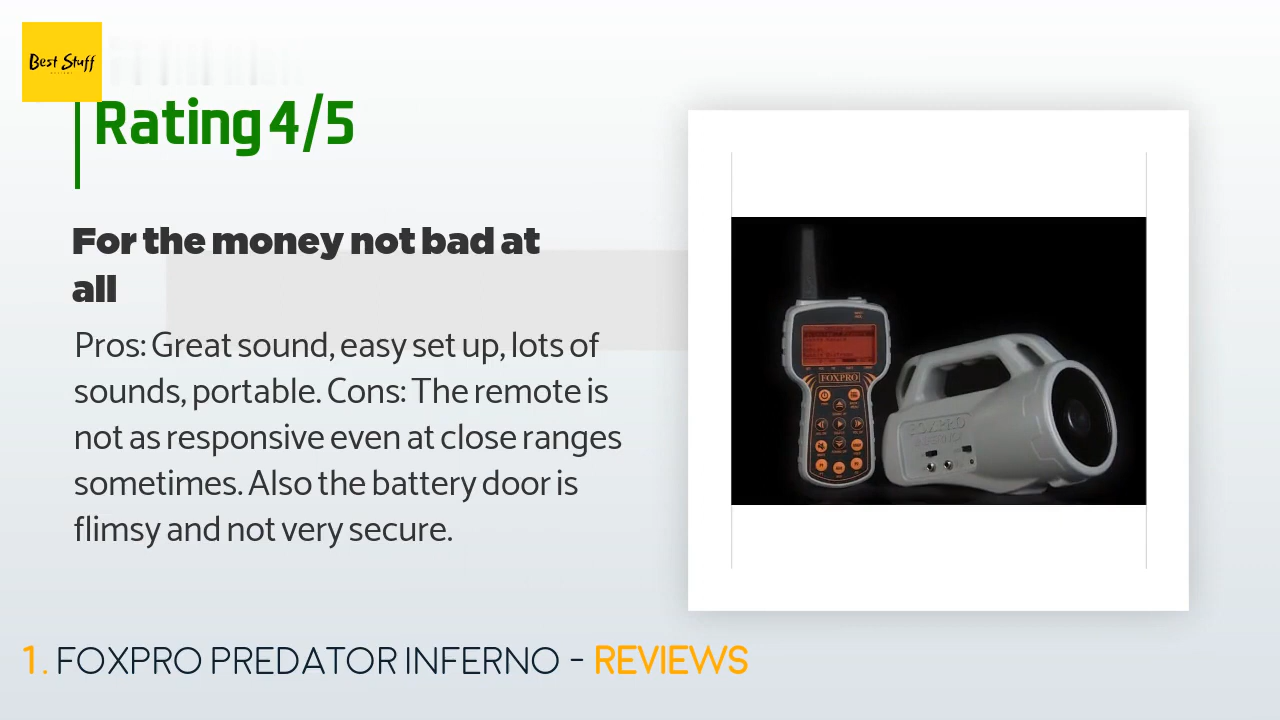 Best Stuff
Rating 4/5
For the money not bad at
all
Pros: Great sound, easy set up, lots of
sounds, portable. Cons: The remote is
not as responsive even at close ranges
sometimes. Also the battery door is
flimsy and not very secure.
FOXPRO
FOXPRO
1. FOXPRO PREDATOR INFERNO - REVIEWS